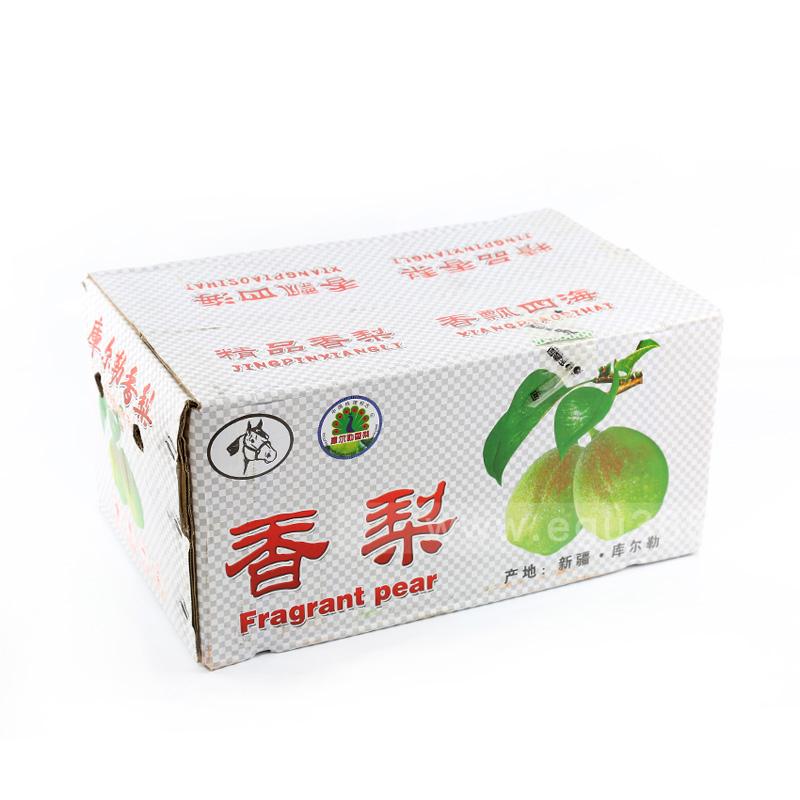 香飘四海
XIANGPIAOSIHAI
精品香梨
JINGPINXIANGLI
精品香梨
JINGPINXIANGLI
香飘四海
XIANGPIAOSIHAI
库尔勒香梨
库尔勒香梨
香梨
Fragrant pear
产地：新疆·库尔勒